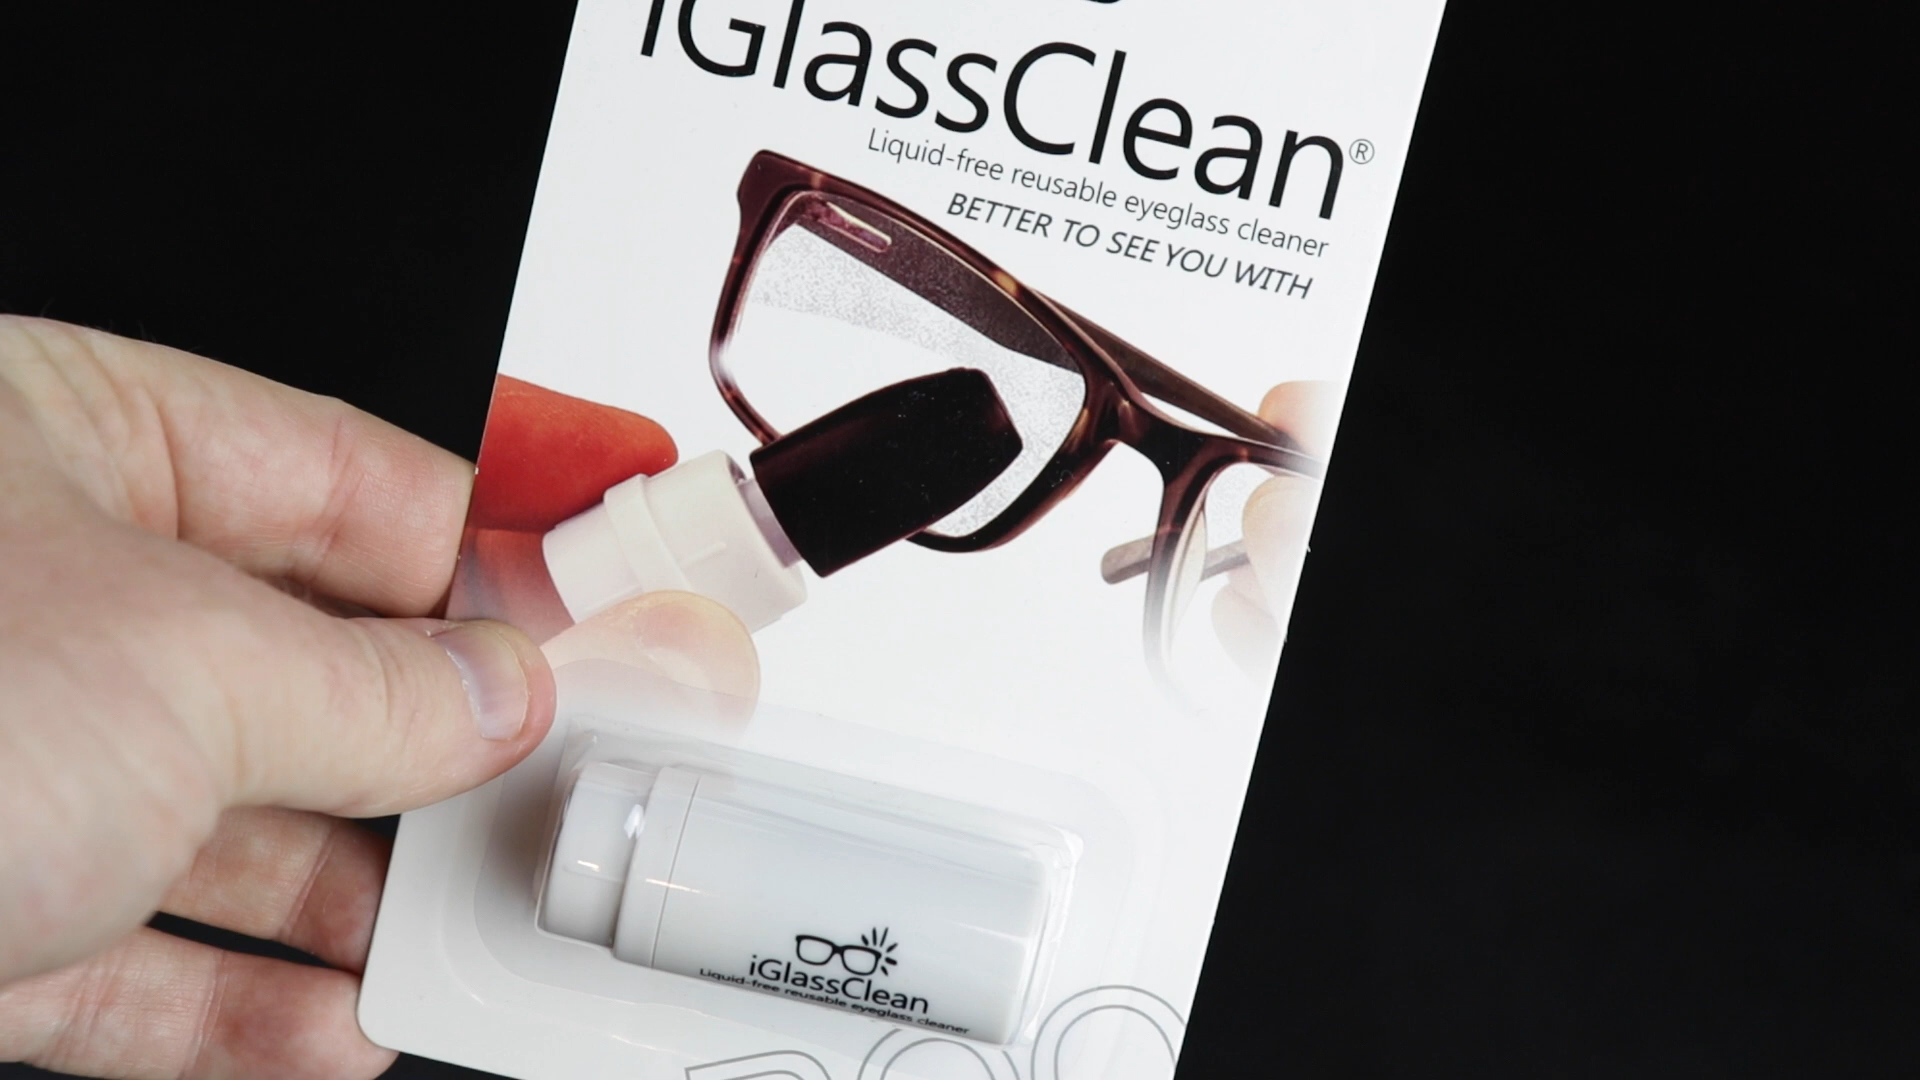 iGlassClean®
Liquid-free reusable eyeglass cleaner
BETTER TO SEE YOU WITH
iGlassClean
Liquid-free reusable eyeglass cleaner